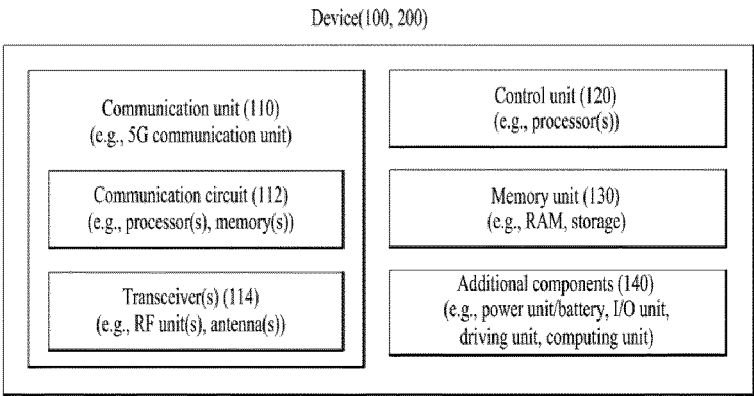 Device(100, 200)
Communication unit (110)
(e.g., 5G communication unit)
Communication circuit (112)
(e.g., processor(s), memory(s))
Transceiver(s) (114)
(e.g., RF unit(s), antenna(s))
Control unit (120)
(e.g., processor(s))
Memory unit (130)
(e.g., RAM, storage)
Additional components (140)
(e.g., power unit/battery, I/O unit,
driving unit, computing unit)